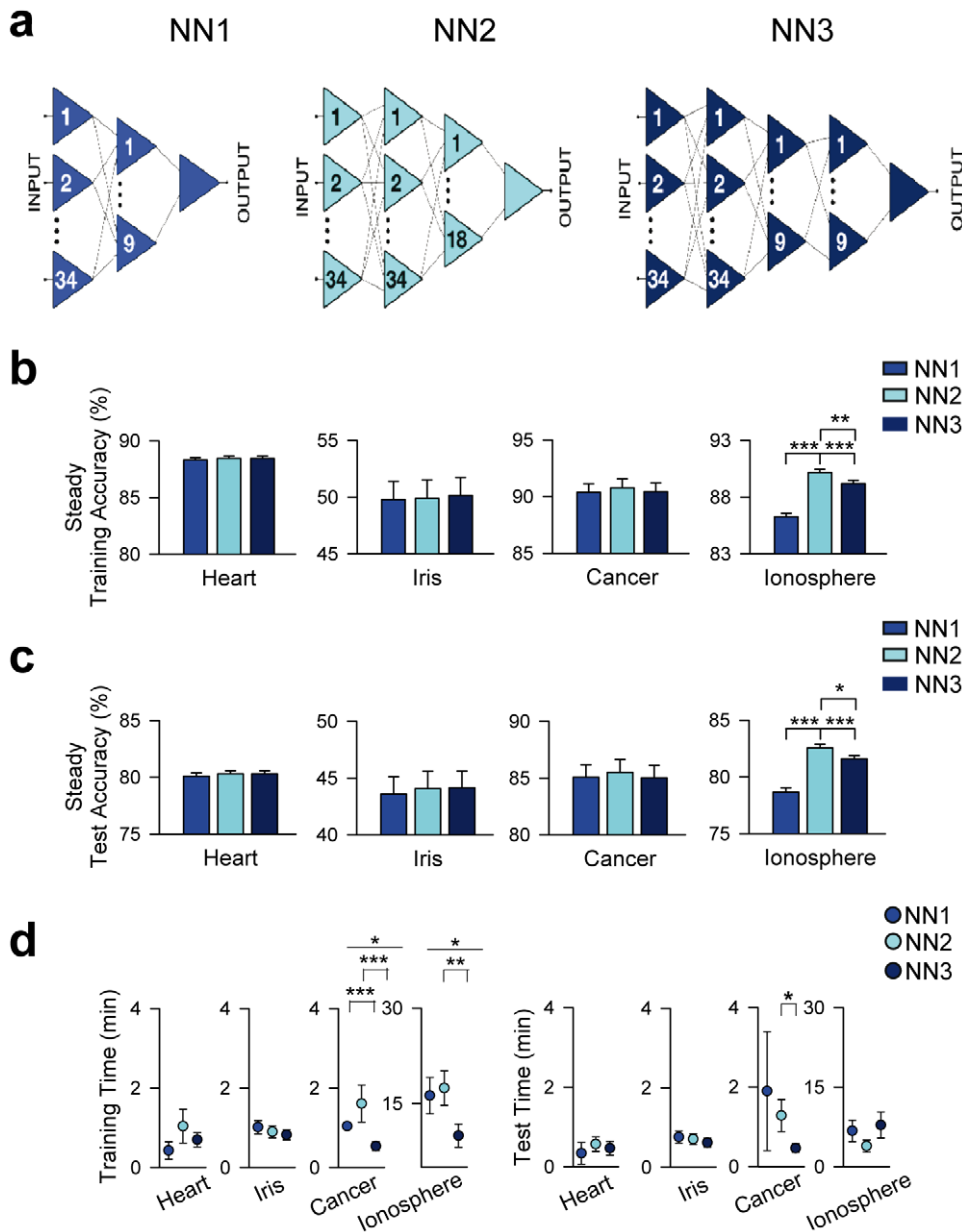 a
NN1
NN2
NN3
INPUT
1
2
34
1
9
OUTPUT
INPUT
1
2
34
1
2
34
1
18
OUTPUT
INPUT
1
2
34
1
2
34
1
9
1
9
OUTPUT
b
NN1
NN2
NN3
Steady
Training Accuracy (%)
90
85
80
Heart
55
50
45
Iris
95
90
85
Cancer
93
88
83
**
*** ***
Ionosphere
c
NN1
NN2
NN3
Steady
Test Accuracy (%)
85
80
75
Heart
50
45
40
Iris
95
90
85
80
Cancer
85
80
75
*
*** ***
Ionosphere
d
NN1
NN2
NN3
Training Time (min)
4
2
0
Heart
4
2
0
Iris
*
***
***
4
2
0
Cancer
*
**
30
15
Ionosphere
Test Time (min)
4
2
0
Heart
4
2
0
Iris
*
4
2
0
Cancer
30
15
0
Ionosphere